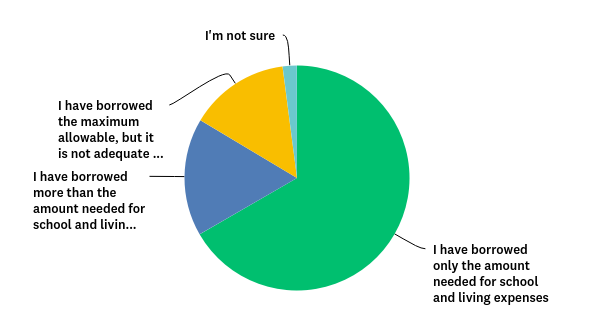 I'm not sure
I have borrowed
the maximum
allowable, but it
is not adequate ...
I have borrowed
more than the
amount needed for
school and livin...
I have borrowed
only the amount
needed for school
and living expenses